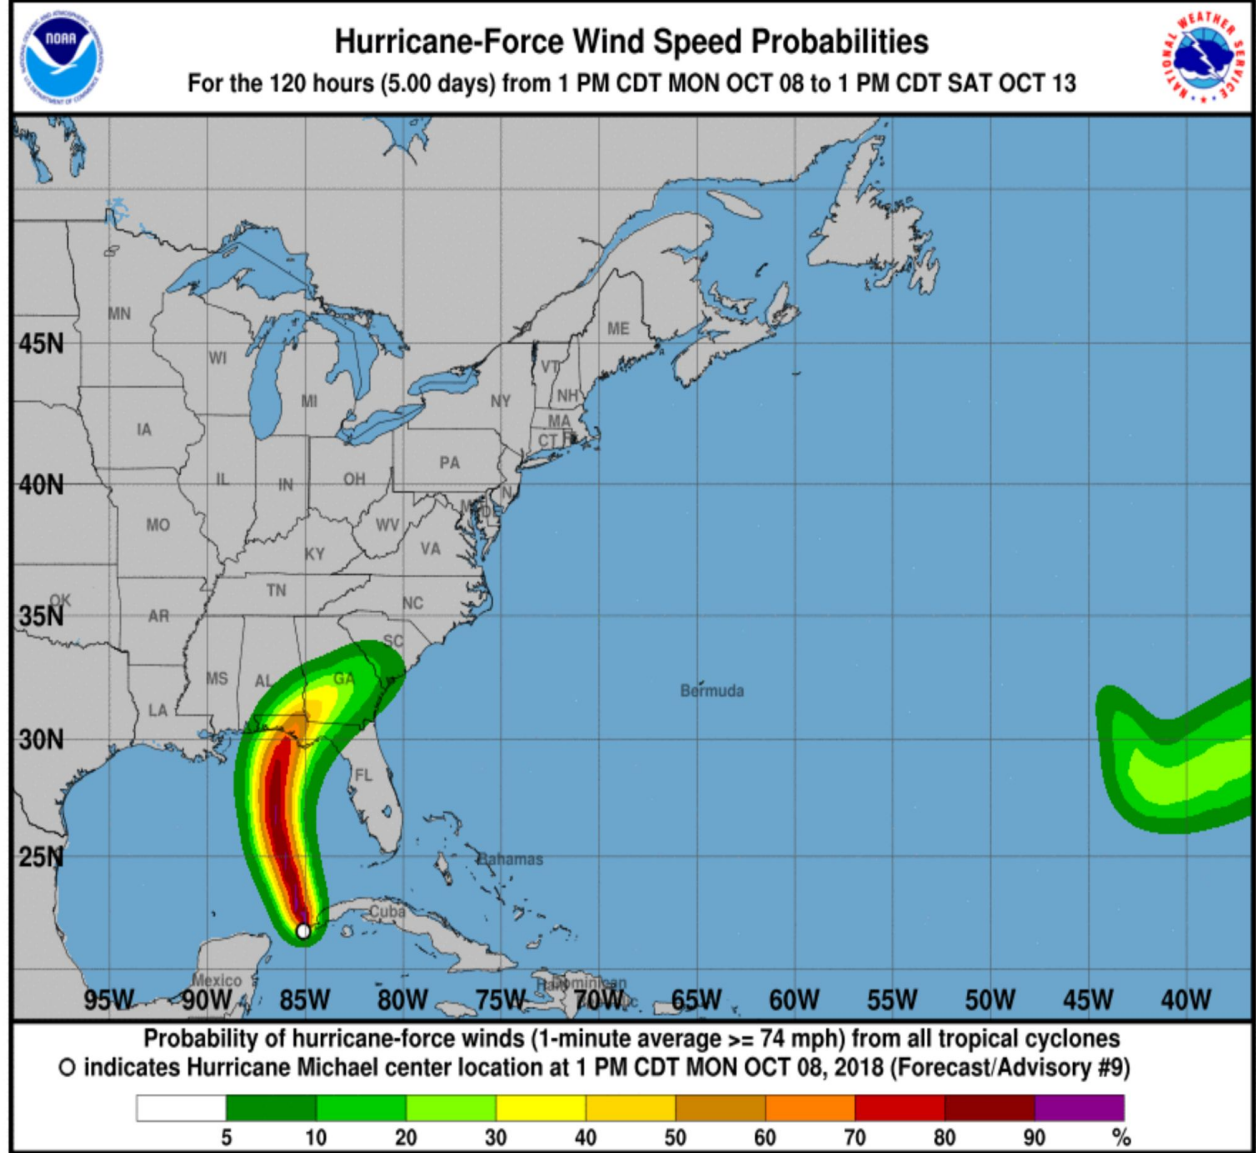 NOAA
Hurricane-Force Wind Speed Probabilities
For the 120 hours (5.00 days) from 1 PM CDT MON OCT 08 to 1 PM CDT SAT OCT 13
NATIONAL WEATHER SERVICE
MN
ME
45N
WI
VT
MI
NY
NH
MA
IA
CT
PA
40N
IL
IN
OH
MO
WV
VA
KY
TN
OK
NC
35N
AR
SC
MS
AL
GA
Bermuda
LA
30N
FL
25N
Bahamas
Cuba
Mexico
Dominican
95W 90W 85W 80W 75W 70W 65W 60W 55W 50W 45W 40W
Probability of hurricane-force winds (1-minute average >= 74 mph) from all tropical cyclones
O indicates Hurricane Michael center location at 1 PM CDT MON OCT 08, 2018 (Forecast/Advisory #9)
5 10 20 30 40 50 60 70 80 90 %